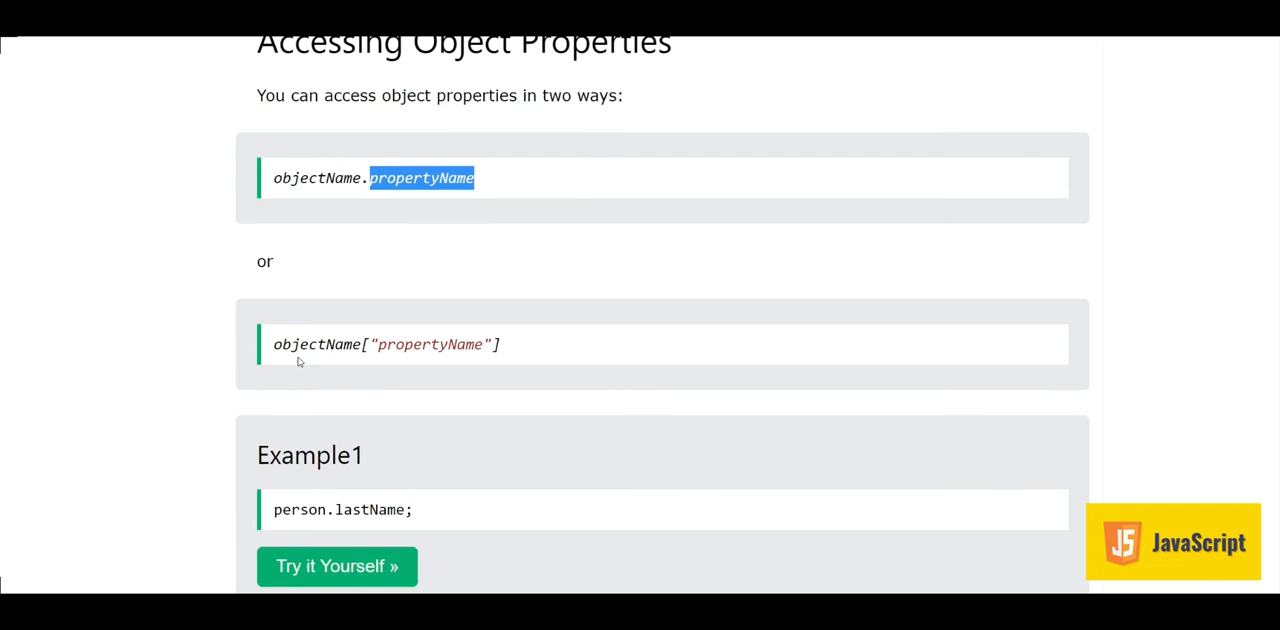 Accessing Object Properties
You can access object properties in two ways:
objectName.propertyName
or
objectName["propertyName"]
Example1
person.lastName;
Try it Yourself »
JS JavaScript